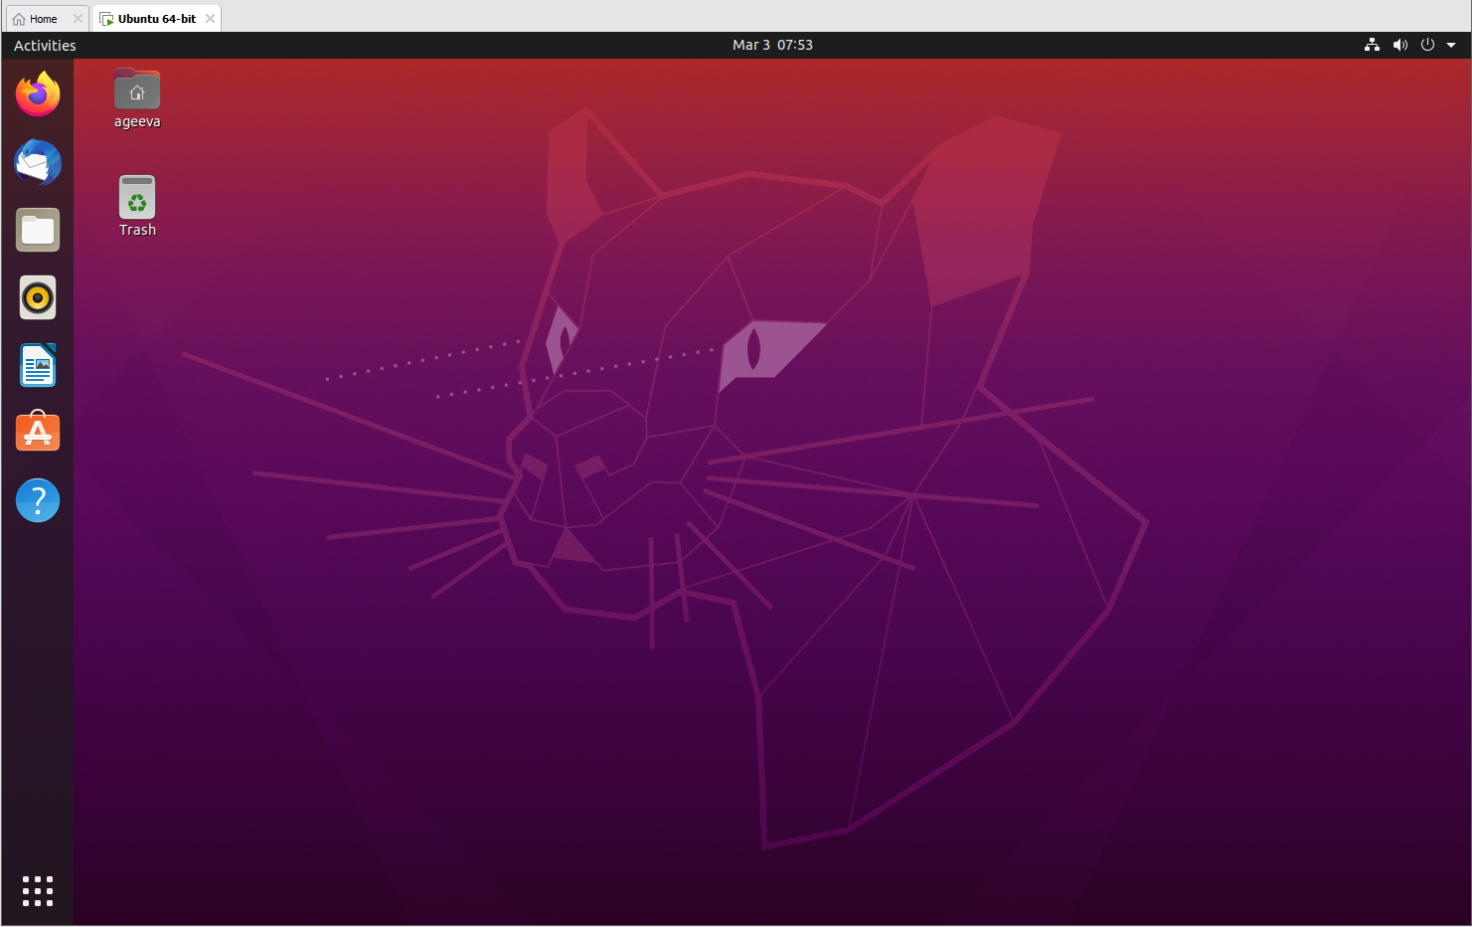 Home
Ubuntu 64-bit
Activities
Mar 3 07:53
ageeva
Trash